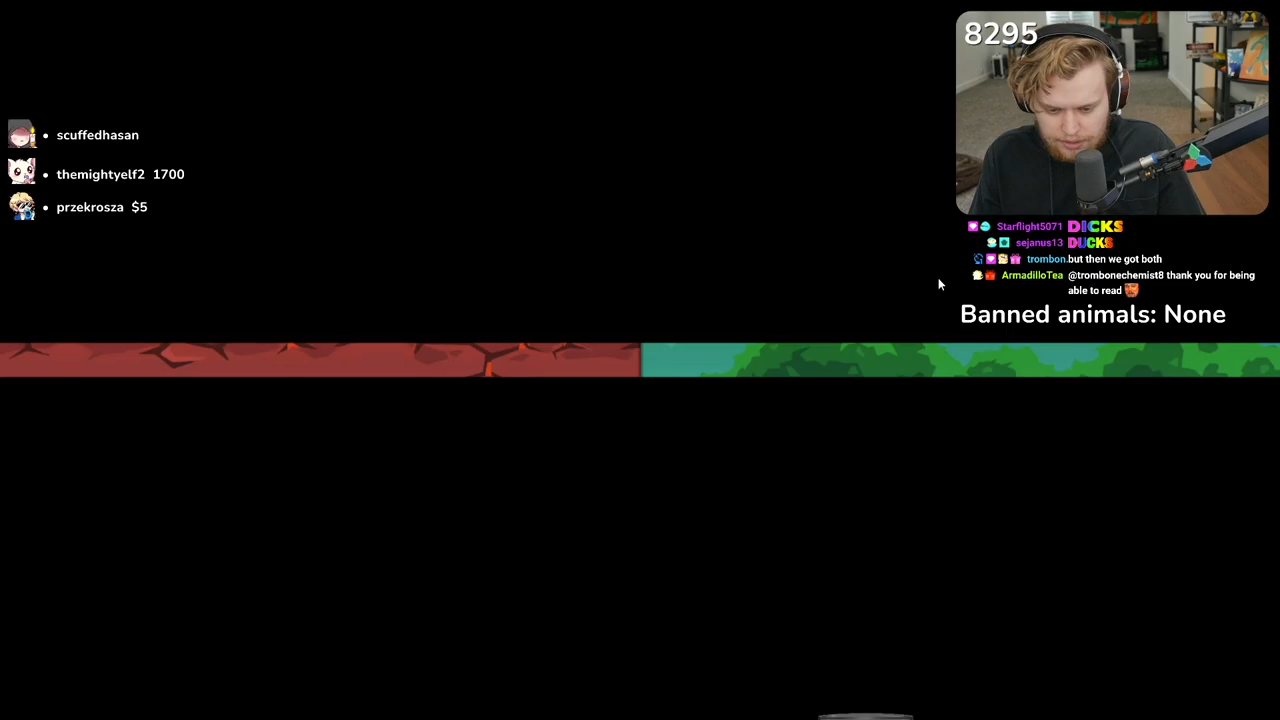 8295
scuffedhasan
themightyelf2 1700
przekrosza $5
Starflight5071 DICKS
sejanus13 DUCKS
trombon. but then we got both
ArmadilloTea @trombonechemist8 thank you for being
able to read
Banned animals: None